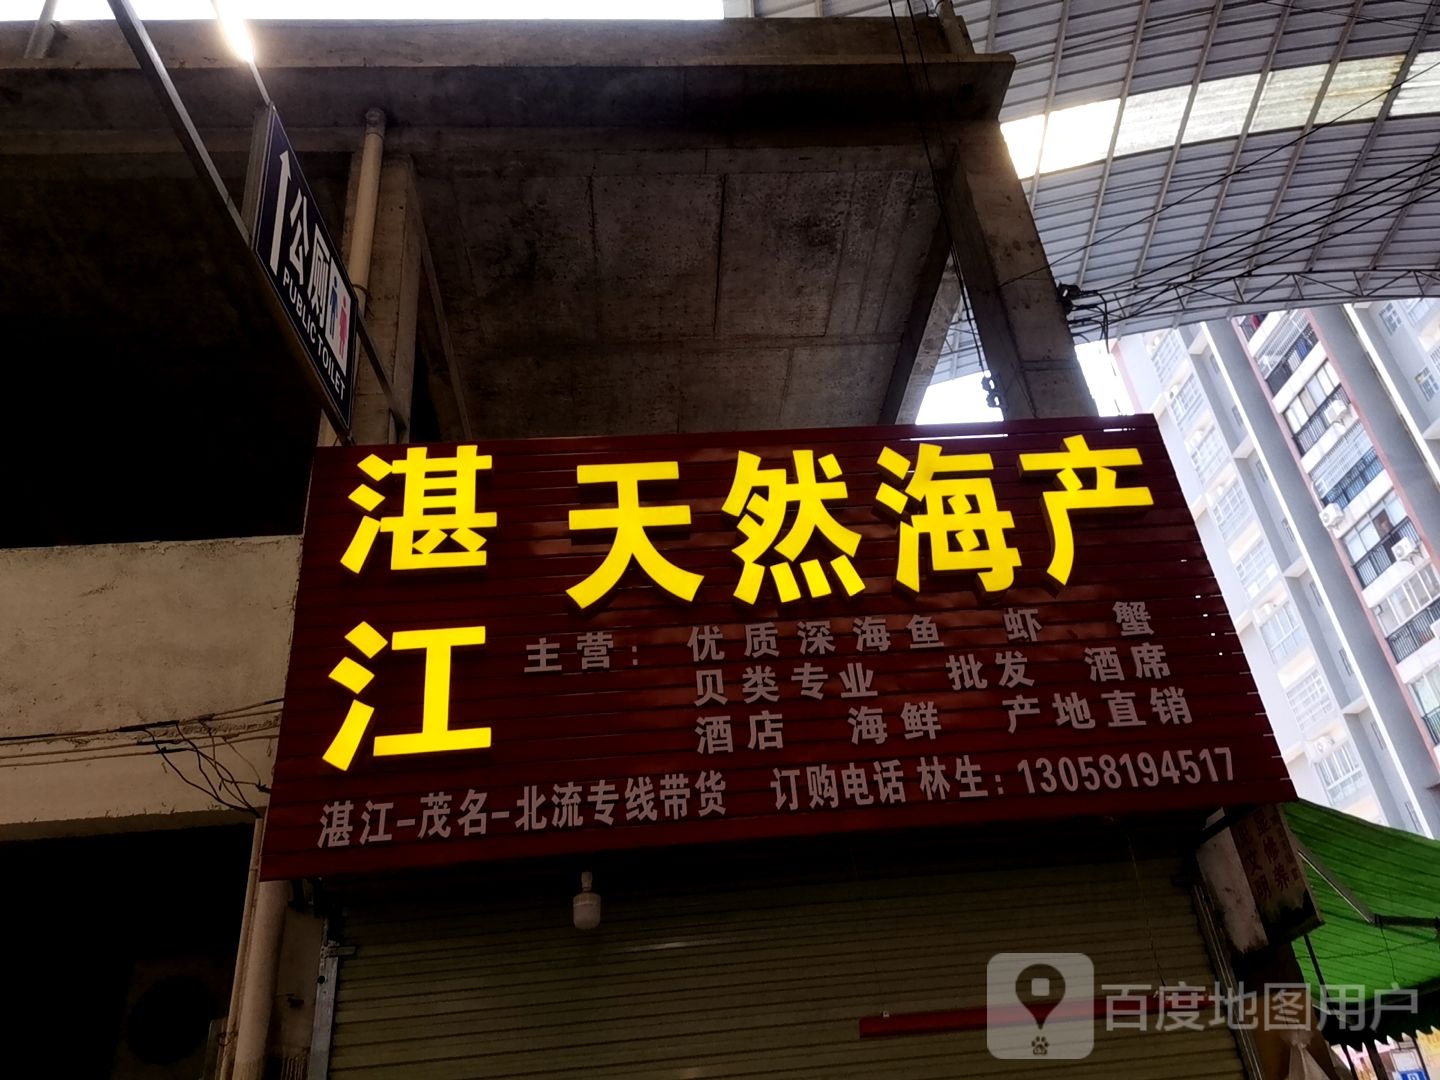 公厕
PUBLIC TOILET
湛江
天然海产
主营：优质深海鱼 虾 蟹
贝类专业 批发 酒席
酒店 海鲜 产地直销
湛江-茂名-北流专线带货 订购电话 林生：13058194517
百度地图用户